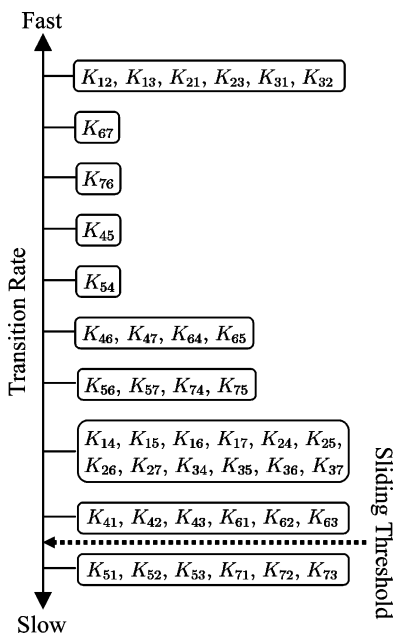 Fast
K12, K13, K21, K23, K31, K32
K67
K76
K45
K54
K46, K47, K64, K65
K56, K57, K74, K75
K14, K15, K16, K17, K24, K25,
K26, K27, K34, K35, K36, K37
K41, K42, K43, K61, K62, K63
K51, K52, K53, K71, K72, K73
Slow
Transition Rate
Sliding Threshold